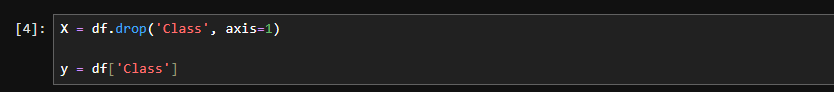 [4]: X = df.drop('Class', axis=1)
y = df['Class']